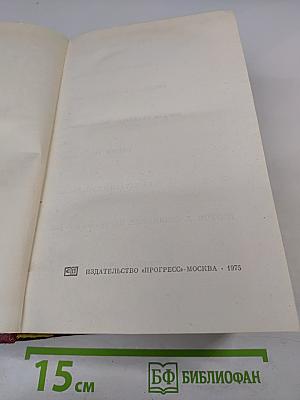 ИЗДАТЕЛЬСТВО «ПРОГРЕСС» · МОСКВА · 1975
15 см
БФ БИБЛИОФАН